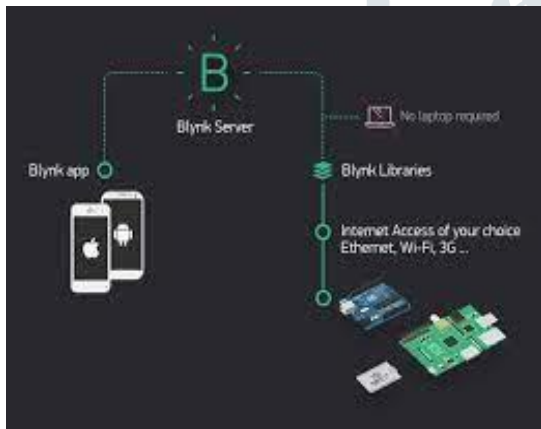 B
Blynk Server
No laptop required
Blynk app
Blynk Libraries
Internet Access of your choice
Ethernet, Wi-Fi, 3G ...